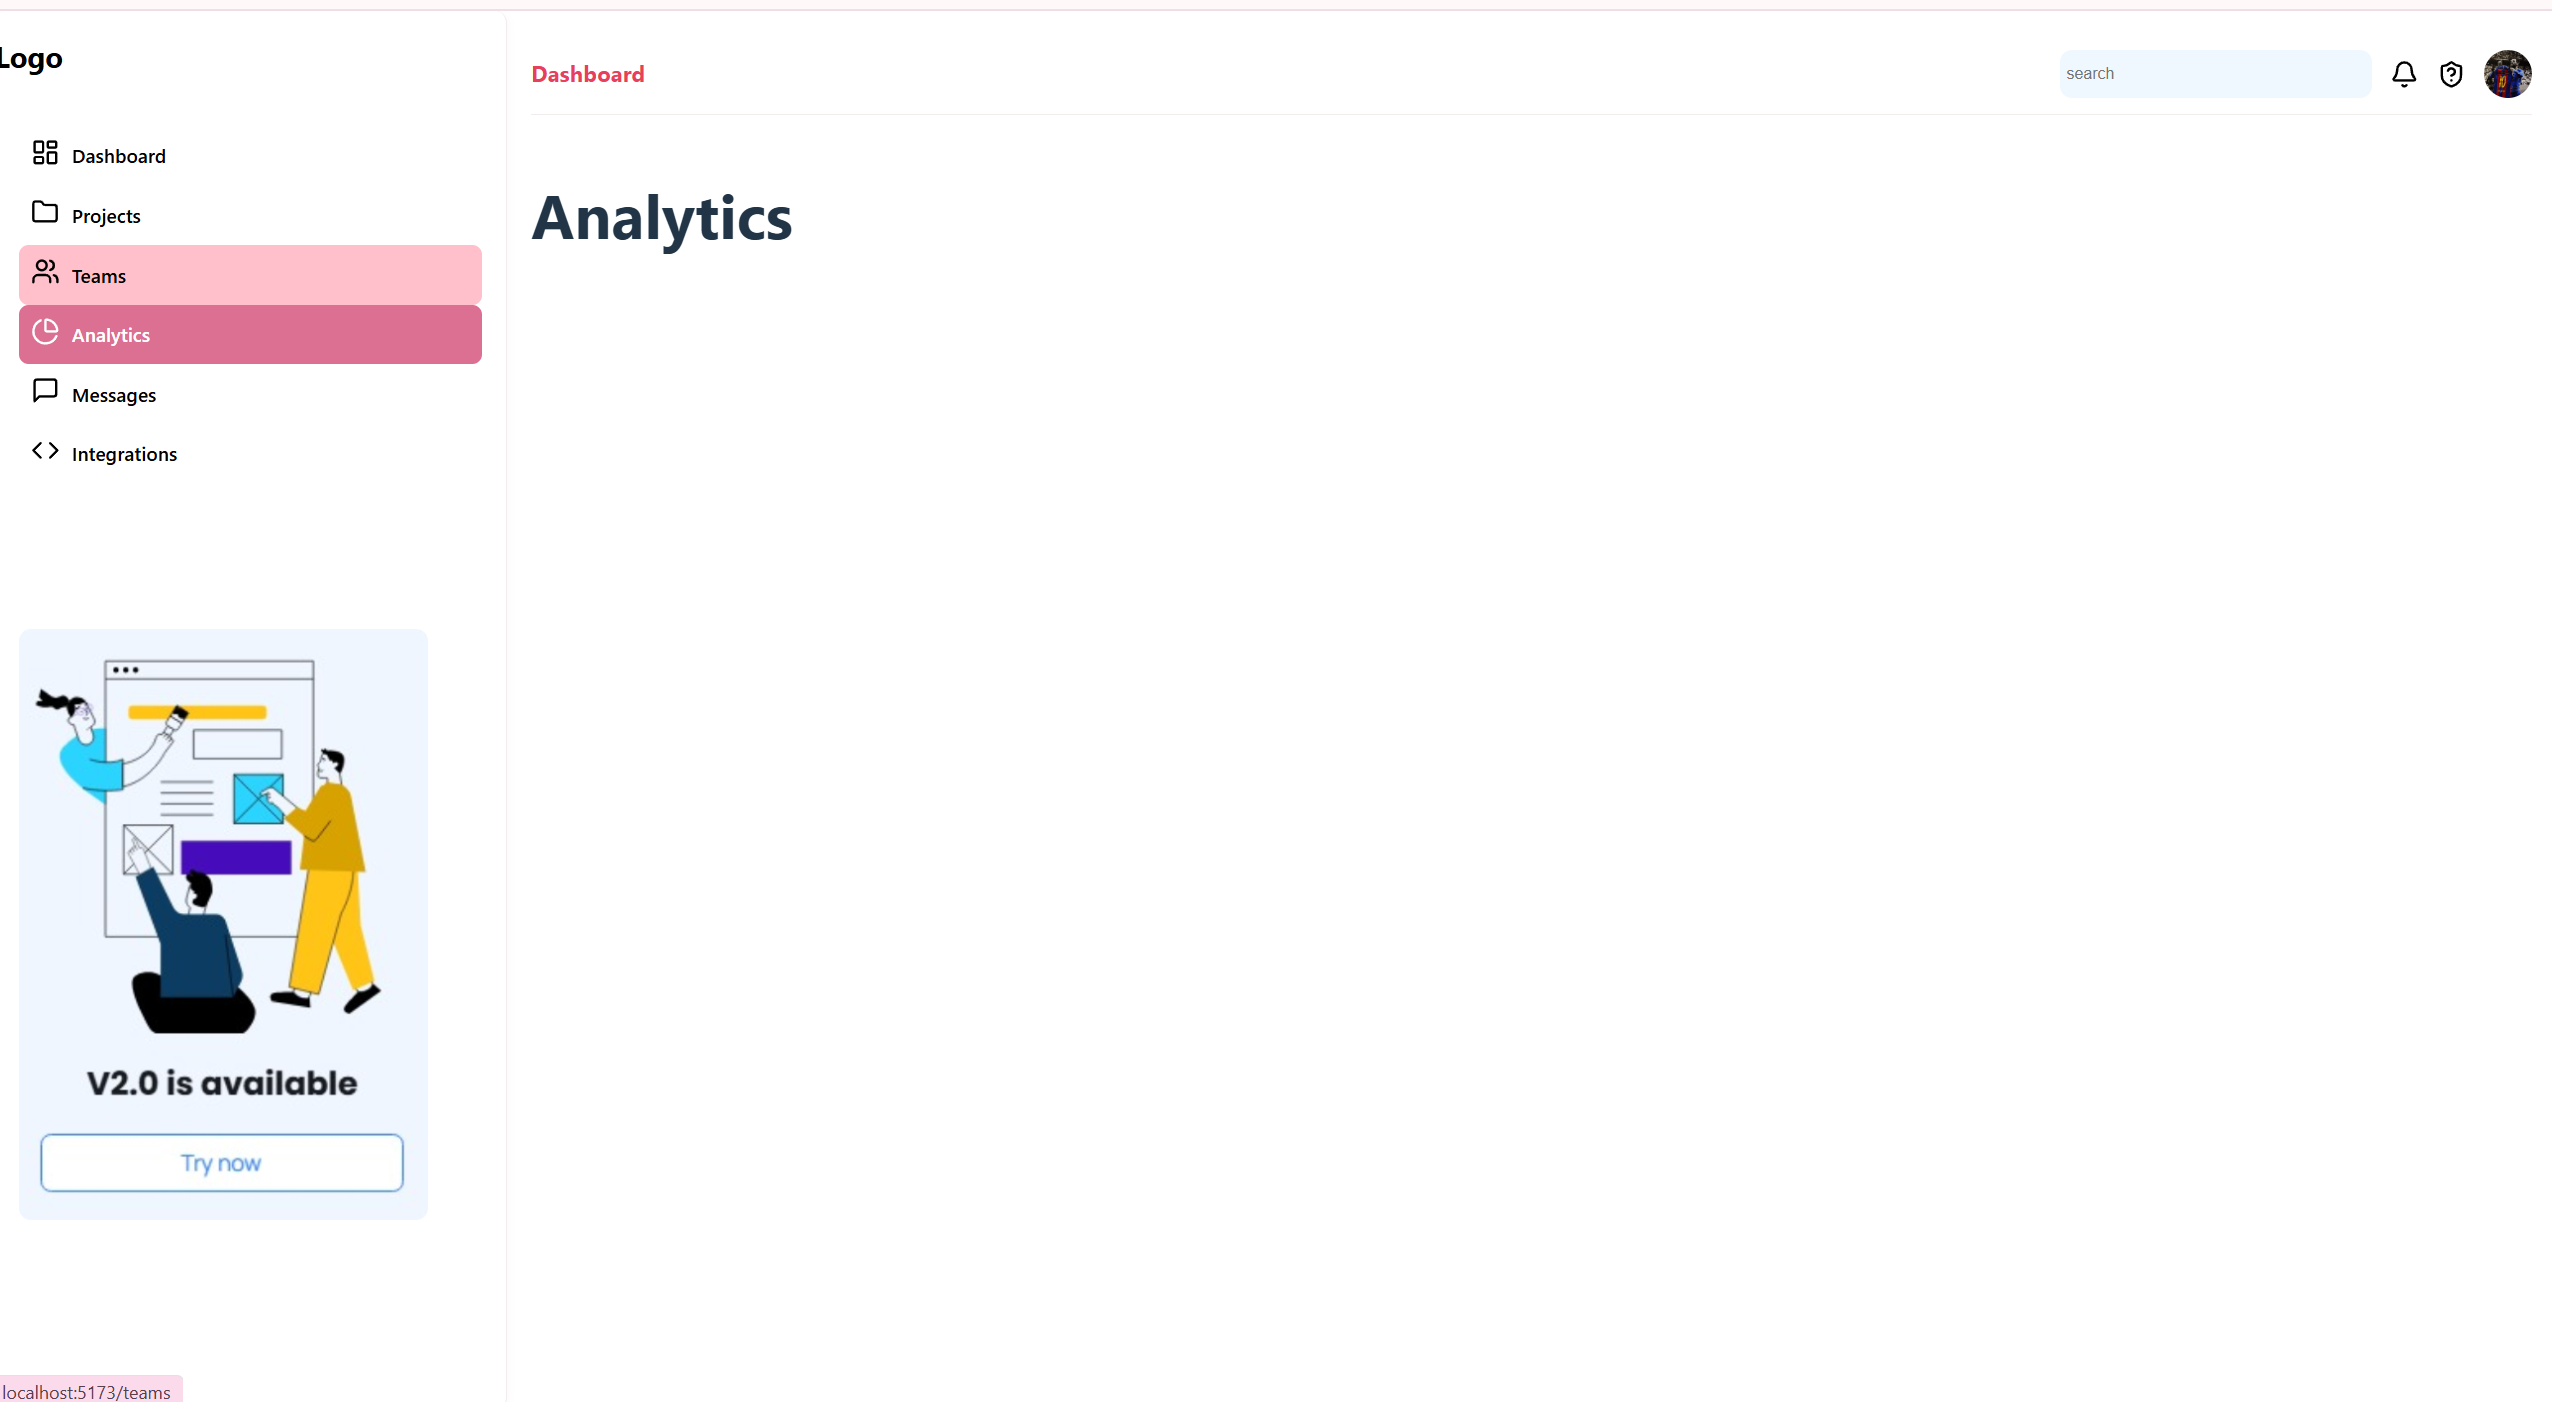 Logo
Dashboard
search
Dashboard
Projects
Teams
Analytics
Messages
Integrations
Analytics
V2.0 is available
Try now
localhost:5173/teams